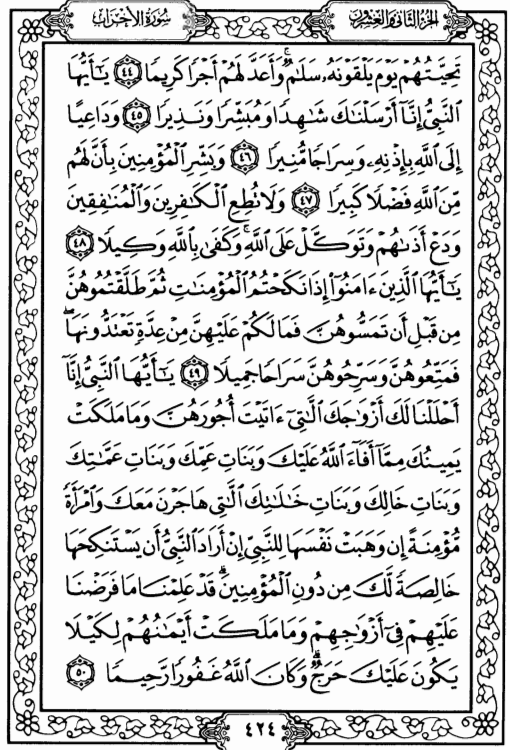 الجزء الثاني والعشرون
سورة الأحزاب
تَحِيَّتُهُمْ يَوْمَ يَلْقَوْنَهُۥ سَلَٰمٌۚ وَأَعَدَّ لَهُمْ أَجْرًا كَرِيمًا ٤٤ يَٰٓأَيُّهَا
ٱلنَّبِىُّ إِنَّآ أَرْسَلْنَٰكَ شَٰهِدًا وَمُبَشِّرًا وَنَذِيرًا ٤٥ وَدَاعِيًا
إِلَى ٱللَّهِ بِإِذْنِهِۦ وَسِرَاجًا مُّنِيرًا ٤٦ وَبَشِّرِ ٱلْمُؤْمِنِينَ بِأَنَّ لَهُم
مِّنَ ٱللَّهِ فَضْلًا كَبِيرًا ٤٧ وَلَا تُطِعِ ٱلْكَٰفِرِينَ وَٱلْمُنَٰفِقِينَ
وَدَعْ أَذَىٰهُمْ وَتَوَكَّلْ عَلَى ٱللَّهِۚ وَكَفَىٰ بِٱللَّهِ وَكِيلًا ٤٨
يَٰٓأَيُّهَا ٱلَّذِينَ ءَامَنُوٓا۟ إِذَا نَكَحْتُمُ ٱلْمُؤْمِنَٰتِ ثُمَّ طَلَّقْتُمُوهُنَّ
مِن قَبْلِ أَن تَمَسُّوهُنَّ فَمَا لَكُمْ عَلَيْهِنَّ مِنْ عِدَّةٍ تَعْتَدُّونَهَاۖ
فَمَتِّعُوهُنَّ وَسَرِّحُوهُنَّ سَرَاحًا جَمِيلًا ٤٩ يَٰٓأَيُّهَا ٱلنَّبِىُّ إِنَّآ
أَحْلَلْنَا لَكَ أَزْوَٰجَكَ ٱلَّٰتِىٓ ءَاتَيْتَ أُجُورَهُنَّ وَمَا مَلَكَتْ
يَمِينُكَ مِمَّآ أَفَآءَ ٱللَّهُ عَلَيْكَ وَبَنَاتِ عَمِّكَ وَبَنَاتِ عَمَّٰتِكَ
وَبَنَاتِ خَالِكَ وَبَنَاتِ خَٰلَٰتِكَ ٱلَّٰتِى هَاجَرْنَ مَعَكَ وَٱمْرَأَةً
مُّؤْمِنَةً إِن وَهَبَتْ نَفْسَهَا لِلنَّبِىِّ إِنْ أَرَادَ ٱلنَّبِىُّ أَن يَسْتَنكِحَهَا
خَالِصَةً لَّكَ مِن دُونِ ٱلْمُؤْمِنِينَۗ قَدْ عَلِمْنَا مَا فَرَضْنَا
عَلَيْهِمْ فِىٓ أَزْوَٰجِهِمْ وَمَا مَلَكَتْ أَيْمَٰنُهُمْ لِكَيْلَا
يَكُونَ عَلَيْكَ حَرَجٌۗ وَكَانَ ٱللَّهُ غَفُورًا رَّحِيمًا ٥٠
٤٢٤